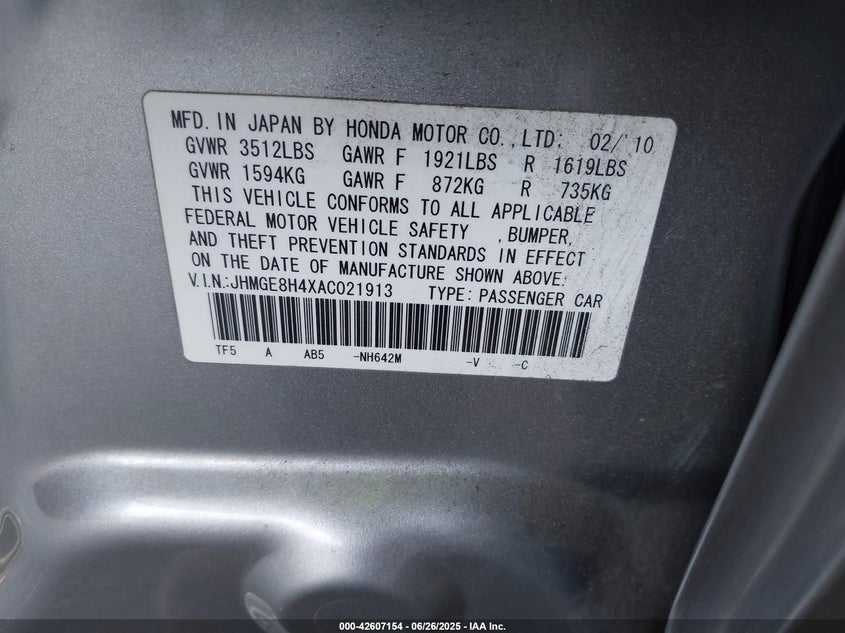 MFD. IN JAPAN BY HONDA MOTOR CO.,LTD: 02/'10
GVWR 3512LBS GAWR F 1921LBS R 1619LBS
GVWR 1594KG GAWR F 872KG R 735KG
THIS VEHICLE CONFORMS TO ALL APPLICABLE
FEDERAL MOTOR VEHICLE SAFETY , BUMPER,
AND THEFT PREVENTION STANDARDS IN EFFECT
ON THE DATE OF MANUFACTURE SHOWN ABOVE.
V.I.N.:JHMGE8H4XAC021913 TYPE: PASSENGER CAR
TF5 A AB5 -NH642M -V -C
000-42607154 - 06/26/2025 - IAA Inc.